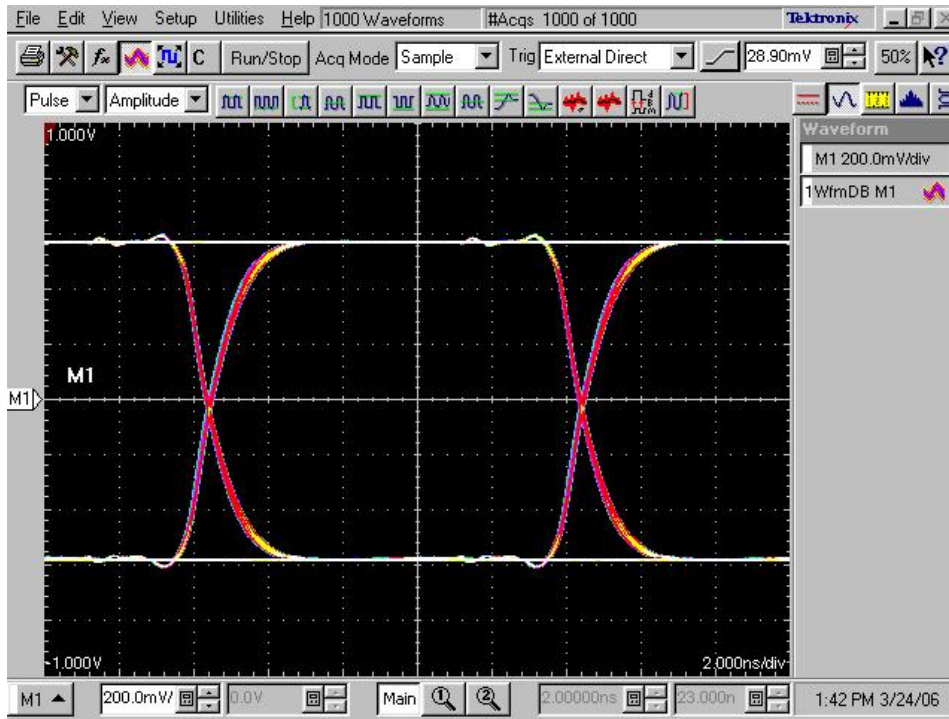 File Edit View Setup Utilities Help 1000 Waveforms #Acqs 1000 of 1000 Tektronix
C Run/Stop Acq Mode Sample Trig External Direct 28.90mV 50%
Pulse Amplitude
1.000V
Waveform
M1 200.0mV/div
1WfmDB M1
M1
M1
-1.000V 2.000ns/div
M1 200.0mV/ 0.0V Main 1 2 2.00000ns 23.000n 1:42 PM 3/24/06